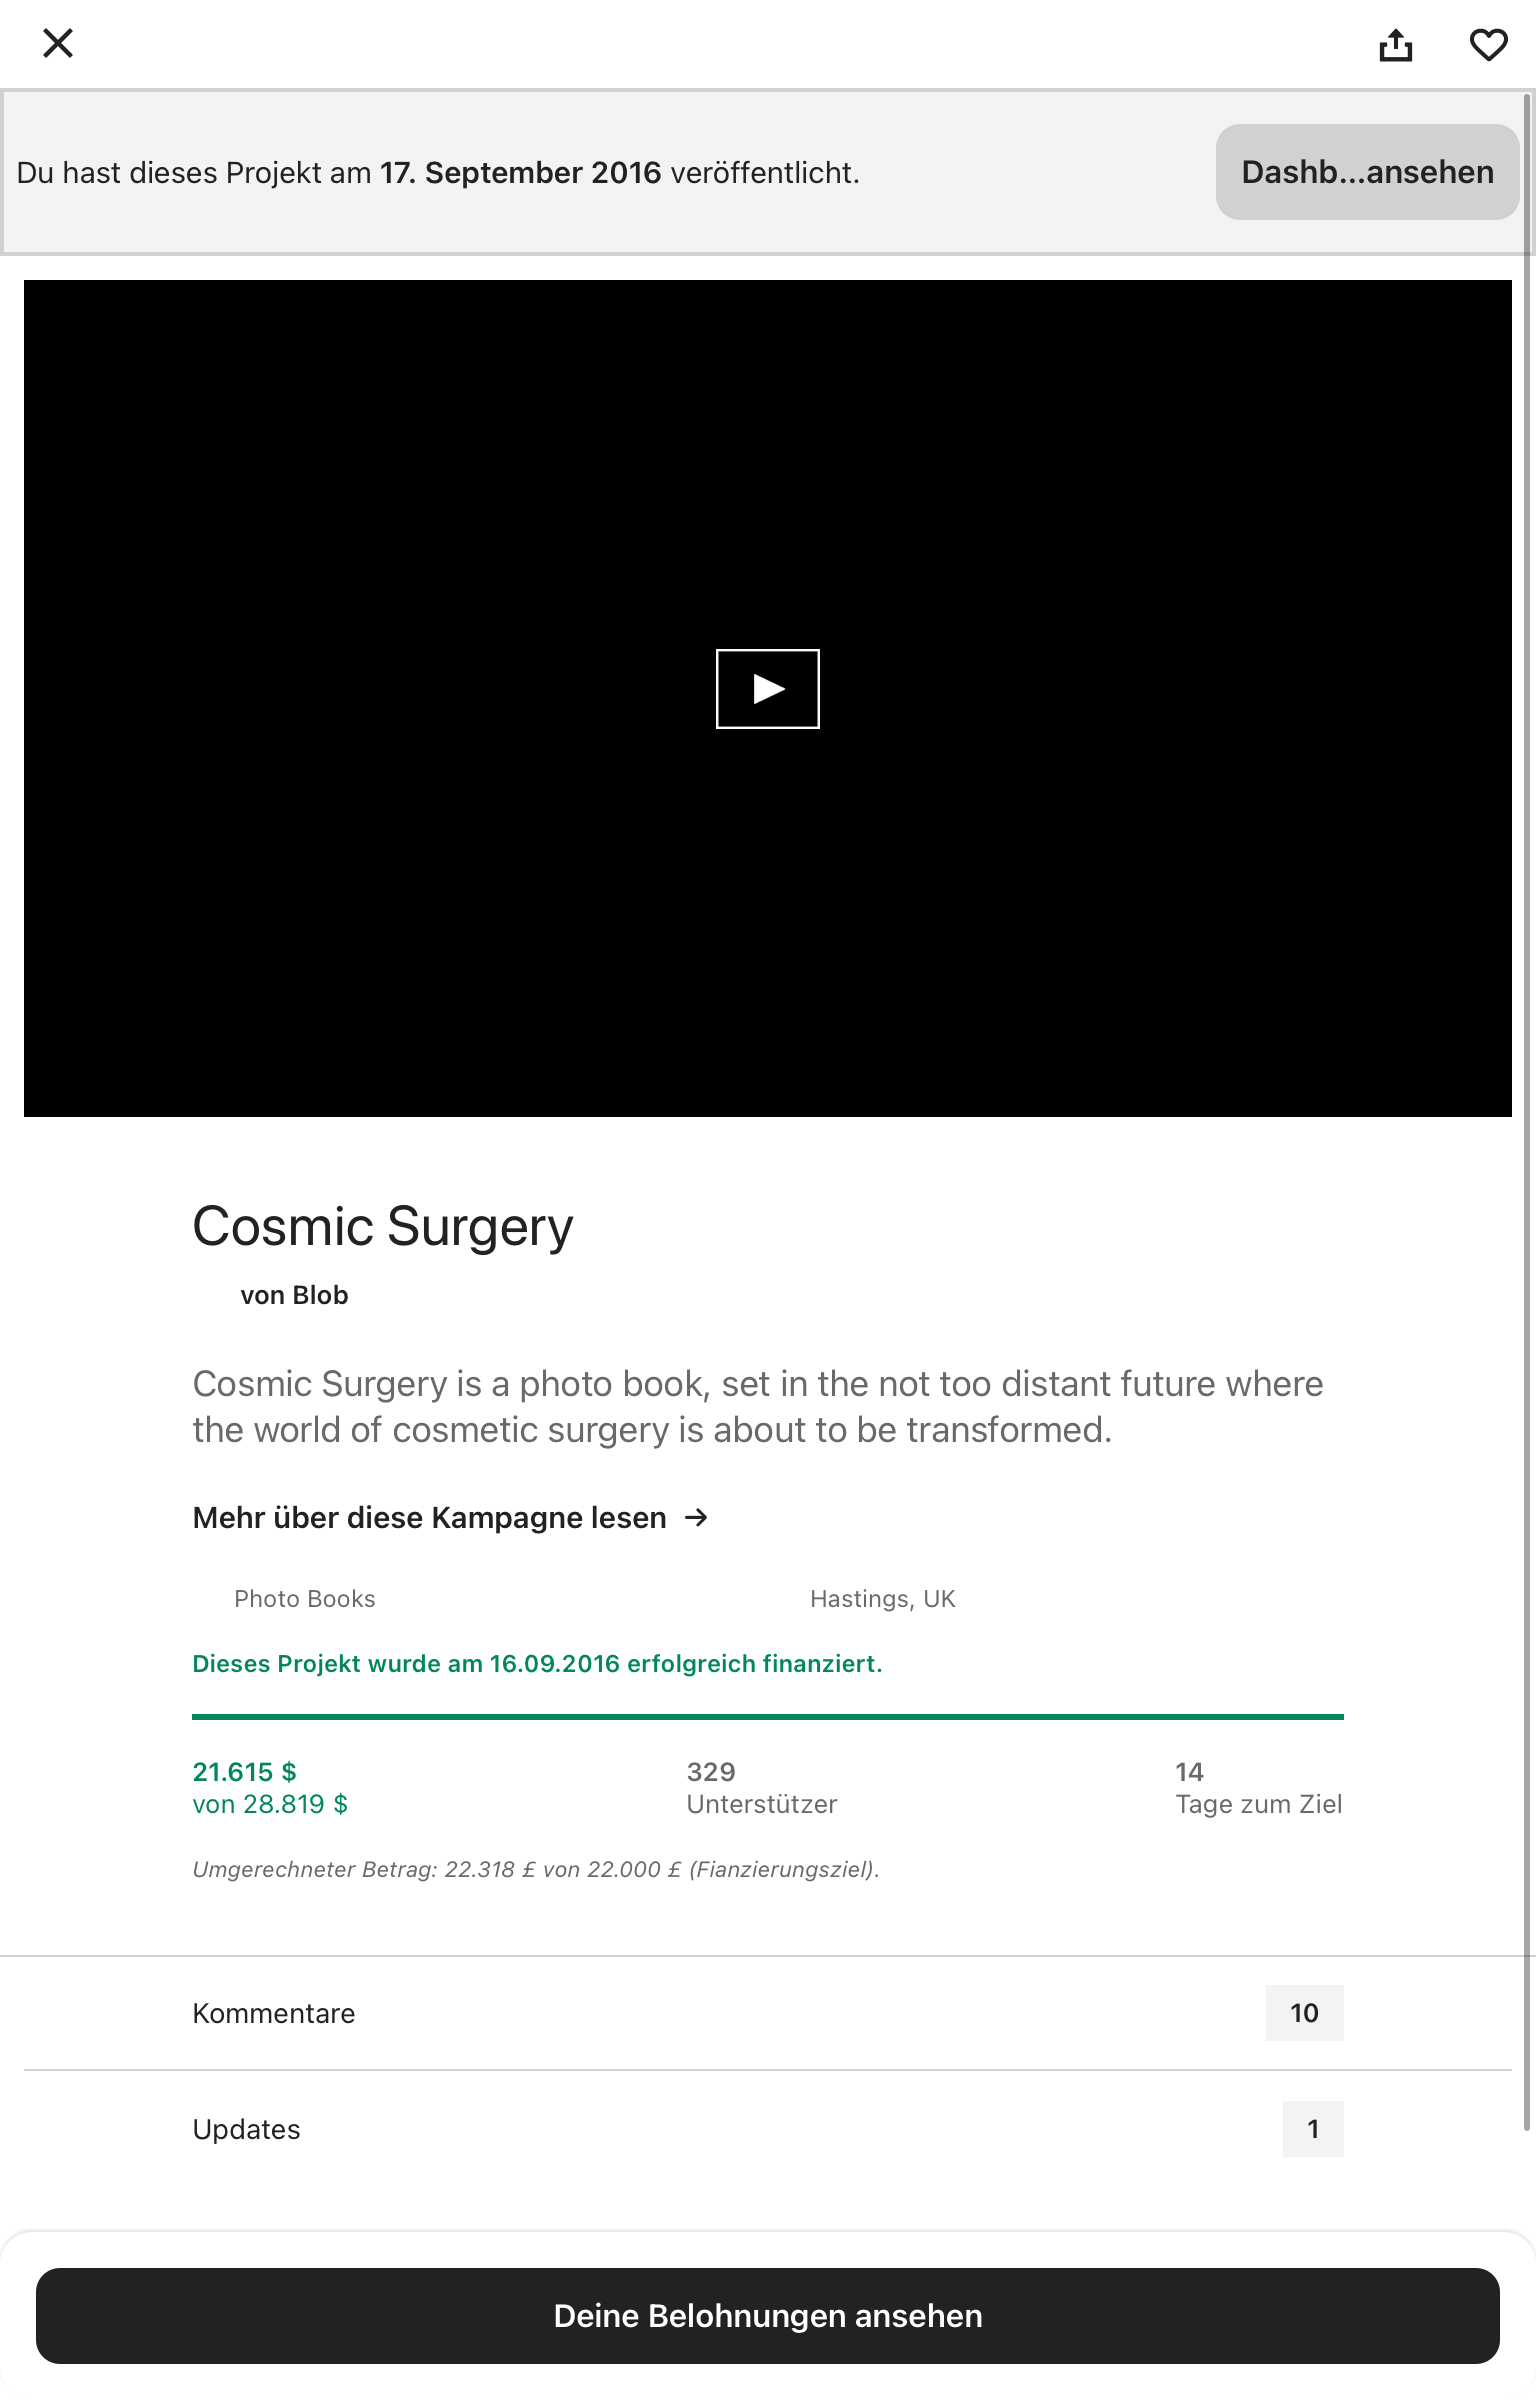 Du hast dieses Projekt am 17. September 2016 veröffentlicht.
Dashb...ansehen
Cosmic Surgery
von Blob
Cosmic Surgery is a photo book, set in the not too distant future where
the world of cosmetic surgery is about to be transformed.
Mehr über diese Kampagne lesen →
Photo Books
Hastings, UK
Dieses Projekt wurde am 16.09.2016 erfolgreich finanziert.
21.615 $
von 28.819 $
329
Unterstützer
14
Tage zum Ziel
Umgerechneter Betrag: 22.318 £ von 22.000 £ (Fianzierungsziel).
Kommentare
10
Updates
1
Deine Belohnungen ansehen